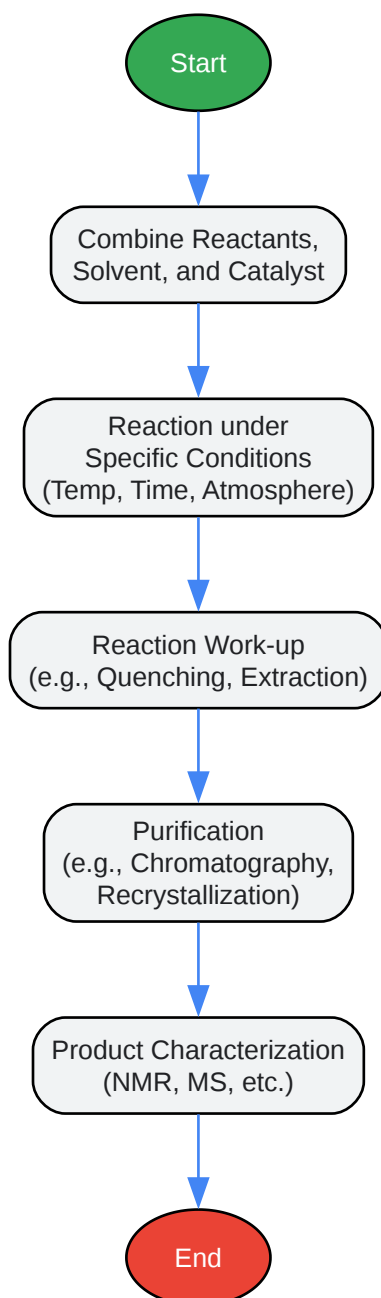 Start
Combine Reactants,
Solvent, and Catalyst
Reaction under
Specific Conditions
(Temp, Time, Atmosphere)
Reaction Work-up
(e.g., Quenching, Extraction)
Purification
(e.g., Chromatography,
Recrystallization)
Product Characterization
(NMR, MS, etc.)
End